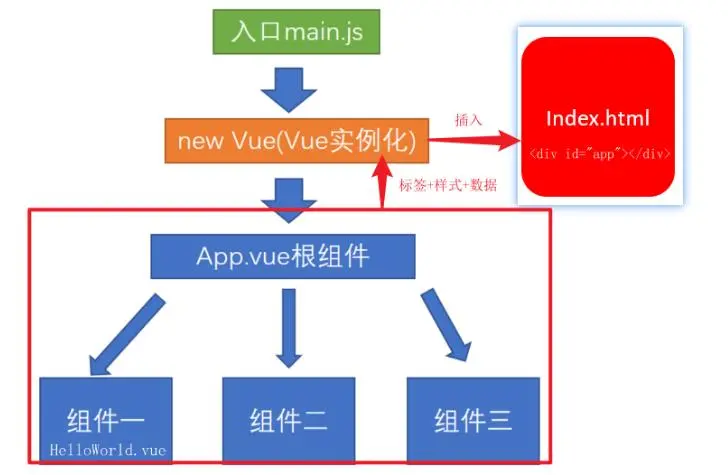 入口main.js
new Vue(Vue实例化)
插入
Index.html
<div id="app"></div>
标签+样式+数据
App.vue根组件
组件一
HelloWorld.vue
组件二
组件三